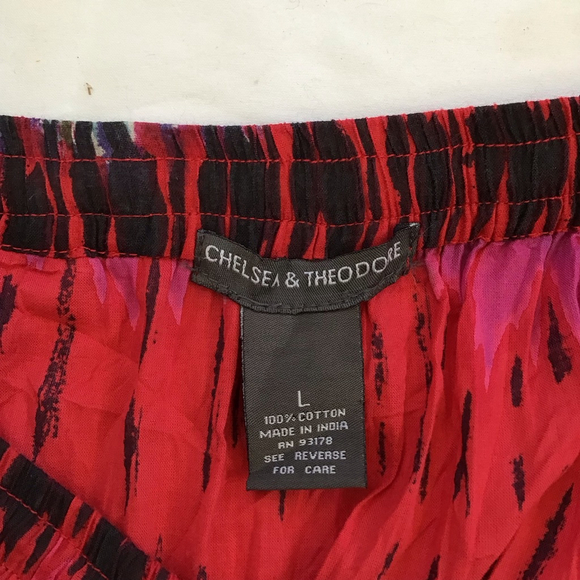 CHELSEA & THEODORE
L
100% COTTON
MADE IN INDIA
RN 93178
SEE REVERSE
FOR CARE